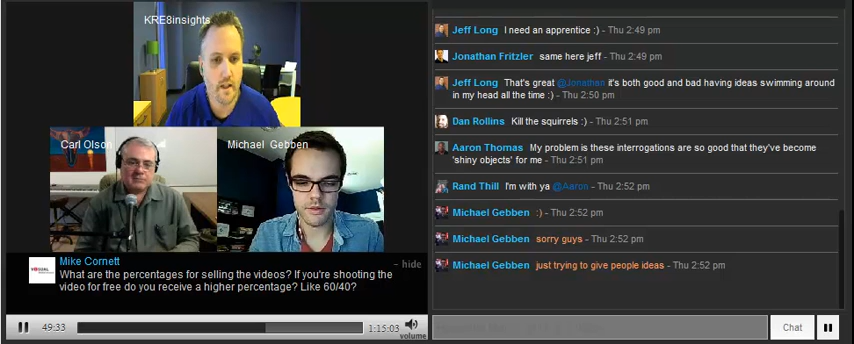 KRE8insights
Carl Olson
Michael Gebben
Mike Cornett
– hide
What are the percentages for selling the videos? If you're shooting the
video for free do you receive a higher percentage? Like 60/40?
49:33
1:15:03
volume
Jeff Long I need an apprentice :) - Thu 2:49 pm
Jonathan Fritzler same here jeff - Thu 2:49 pm
Jeff Long That's great @Jonathan it's both good and bad having ideas swimming around
in my head all the time :) - Thu 2:50 pm
Dan Rollins Kill the squirrels :) - Thu 2:51 pm
Aaron Thomas My problem is these interrogations are so good that they've become
'shiny objects' for me - Thu 2:51 pm
Rand Thill I'm with ya @Aaron - Thu 2:52 pm
Michael Gebben :) - Thu 2:52 pm
Michael Gebben sorry guys - Thu 2:52 pm
Michael Gebben just trying to give people ideas - Thu 2:52 pm
Chat